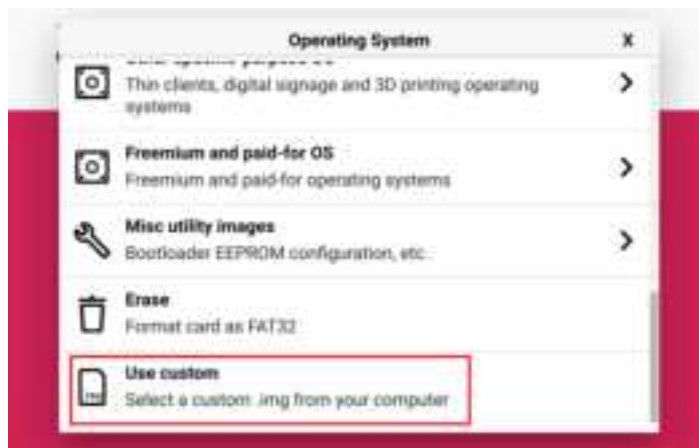 Operating System
X
Thin clients, digital signage and 3D printing operating
systems
Freemium and paid-for OS
Freemium and paid-for operating systems
Misc utility images
Bootloader EEPROM configuration, etc.
Erase
Format card as FAT32
Use custom
Select a custom .img from your computer